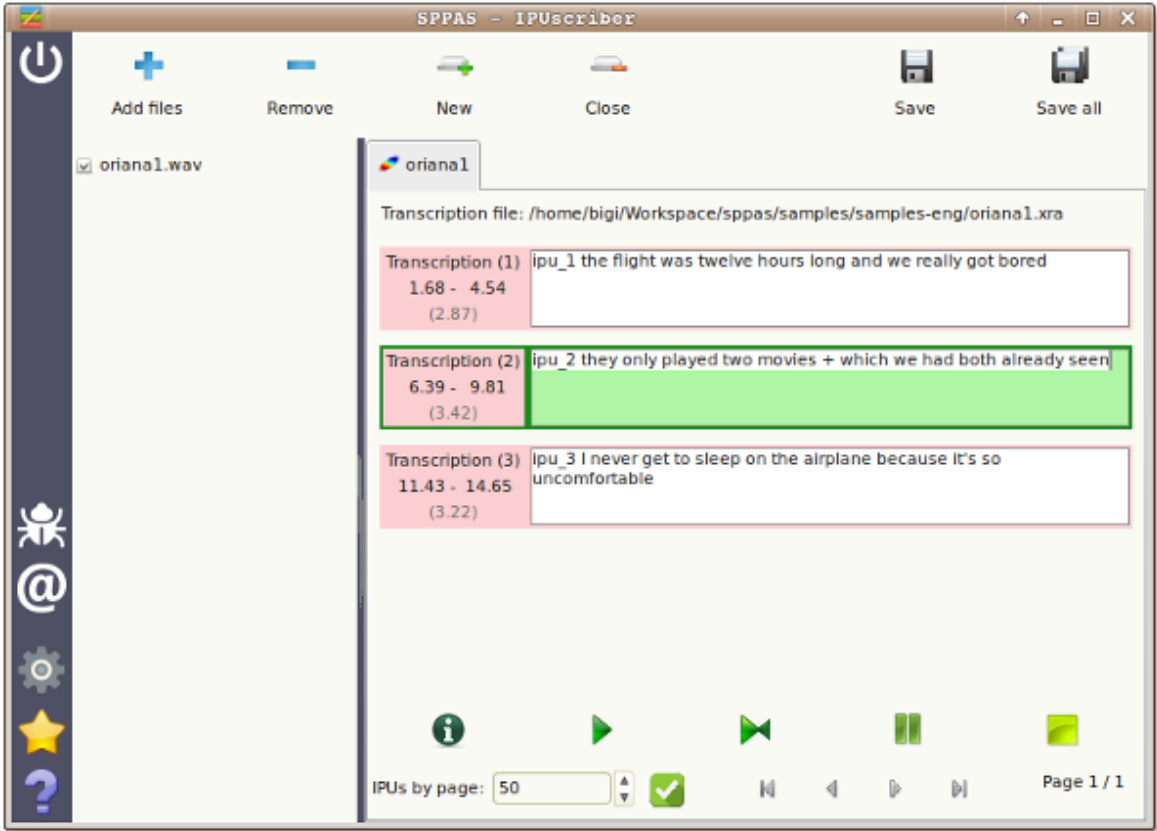 SPPAS - IPUscriber
Add files Remove New Close Save Save all
oriana1.wav
oriana1
Transcription file: /home/bigi/Workspace/sppas/samples/samples-eng/oriana1.xra
Transcription (1)
1.68 - 4.54
(2.87)
ipu_1 the flight was twelve hours long and we really got bored
Transcription (2)
6.39 - 9.81
(3.42)
ipu_2 they only played two movies + which we had both already seen
Transcription (3)
11.43 - 14.65
(3.22)
ipu_3 I never get to sleep on the airplane because it's so
uncomfortable
IPUs by page: 50
Page 1 / 1